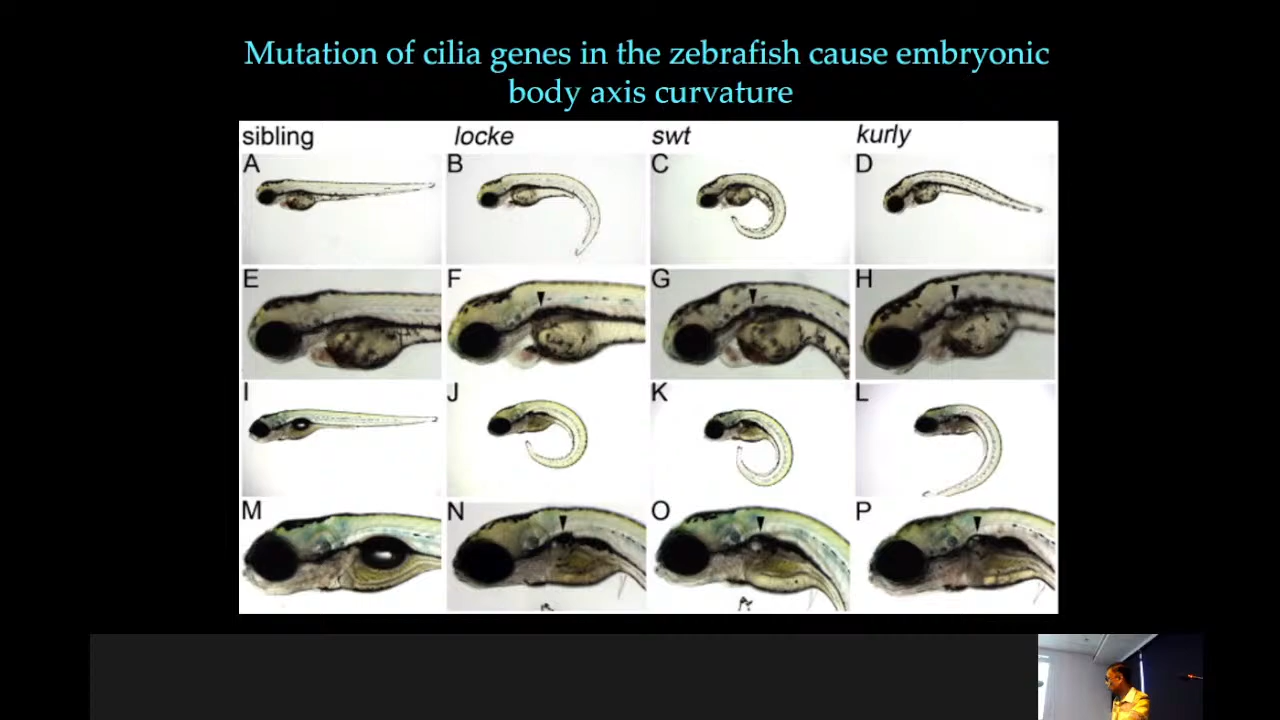 Mutation of cilia genes in the zebrafish cause embryonic
body axis curvature
sibling locke swt kurly
A B C D
E F G H
I J K L
M N O P